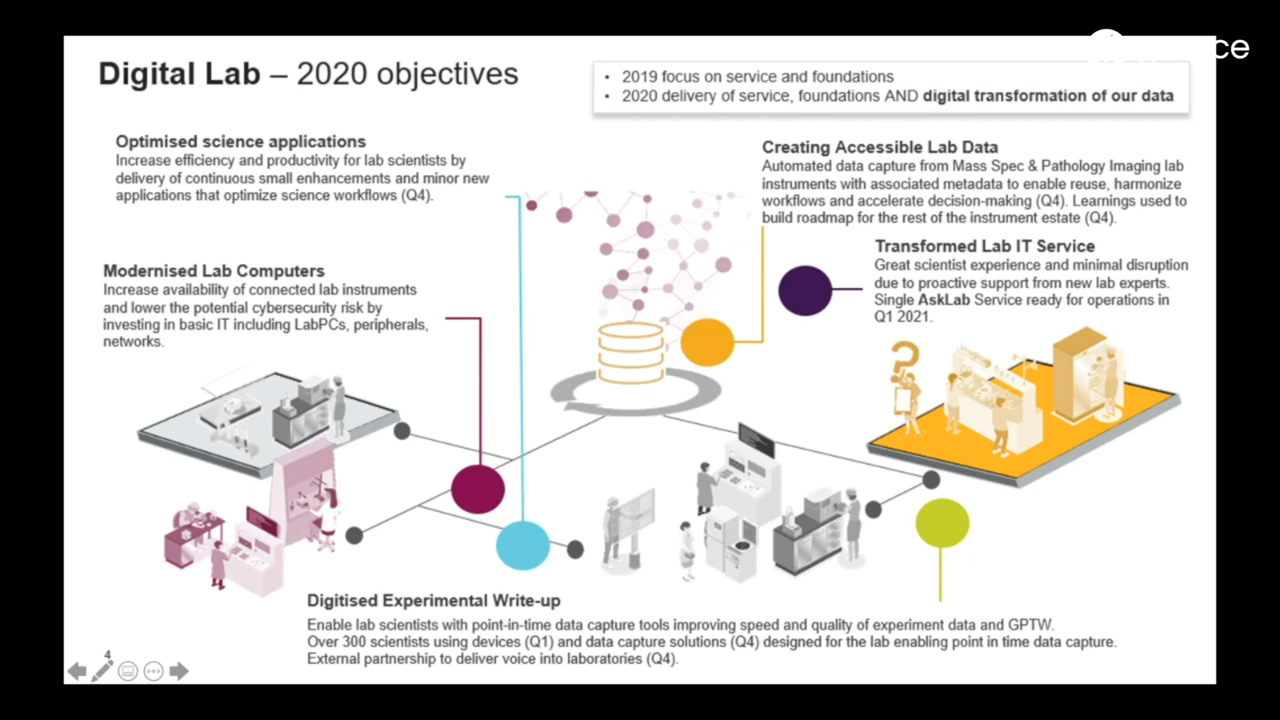 Digital Lab – 2020 objectives
• 2019 focus on service and foundations
• 2020 delivery of service, foundations AND digital transformation of our data
Optimised science applications
Increase efficiency and productivity for lab scientists by
delivery of continuous small enhancements and minor new
applications that optimize science workflows (Q4).
Creating Accessible Lab Data
Automated data capture from Mass Spec & Pathology Imaging lab
instruments with associated metadata to enable reuse, harmonize
workflows and accelerate decision-making (Q4). Learnings used to
build roadmap for the rest of the instrument estate (Q4).
Transformed Lab IT Service
Great scientist experience and minimal disruption
due to proactive support from new lab experts.
Single AskLab Service ready for operations in
Q1 2021.
Modernised Lab Computers
Increase availability of connected lab instruments
and lower the potential cybersecurity risk by
investing in basic IT including LabPCs, peripherals,
networks.
Digitised Experimental Write-up
Enable lab scientists with point-in-time data capture tools improving speed and quality of experiment data and GPTW.
Over 300 scientists using devices (Q1) and data capture solutions (Q4) designed for the lab enabling point in time data capture.
External partnership to deliver voice into laboratories (Q4).
4